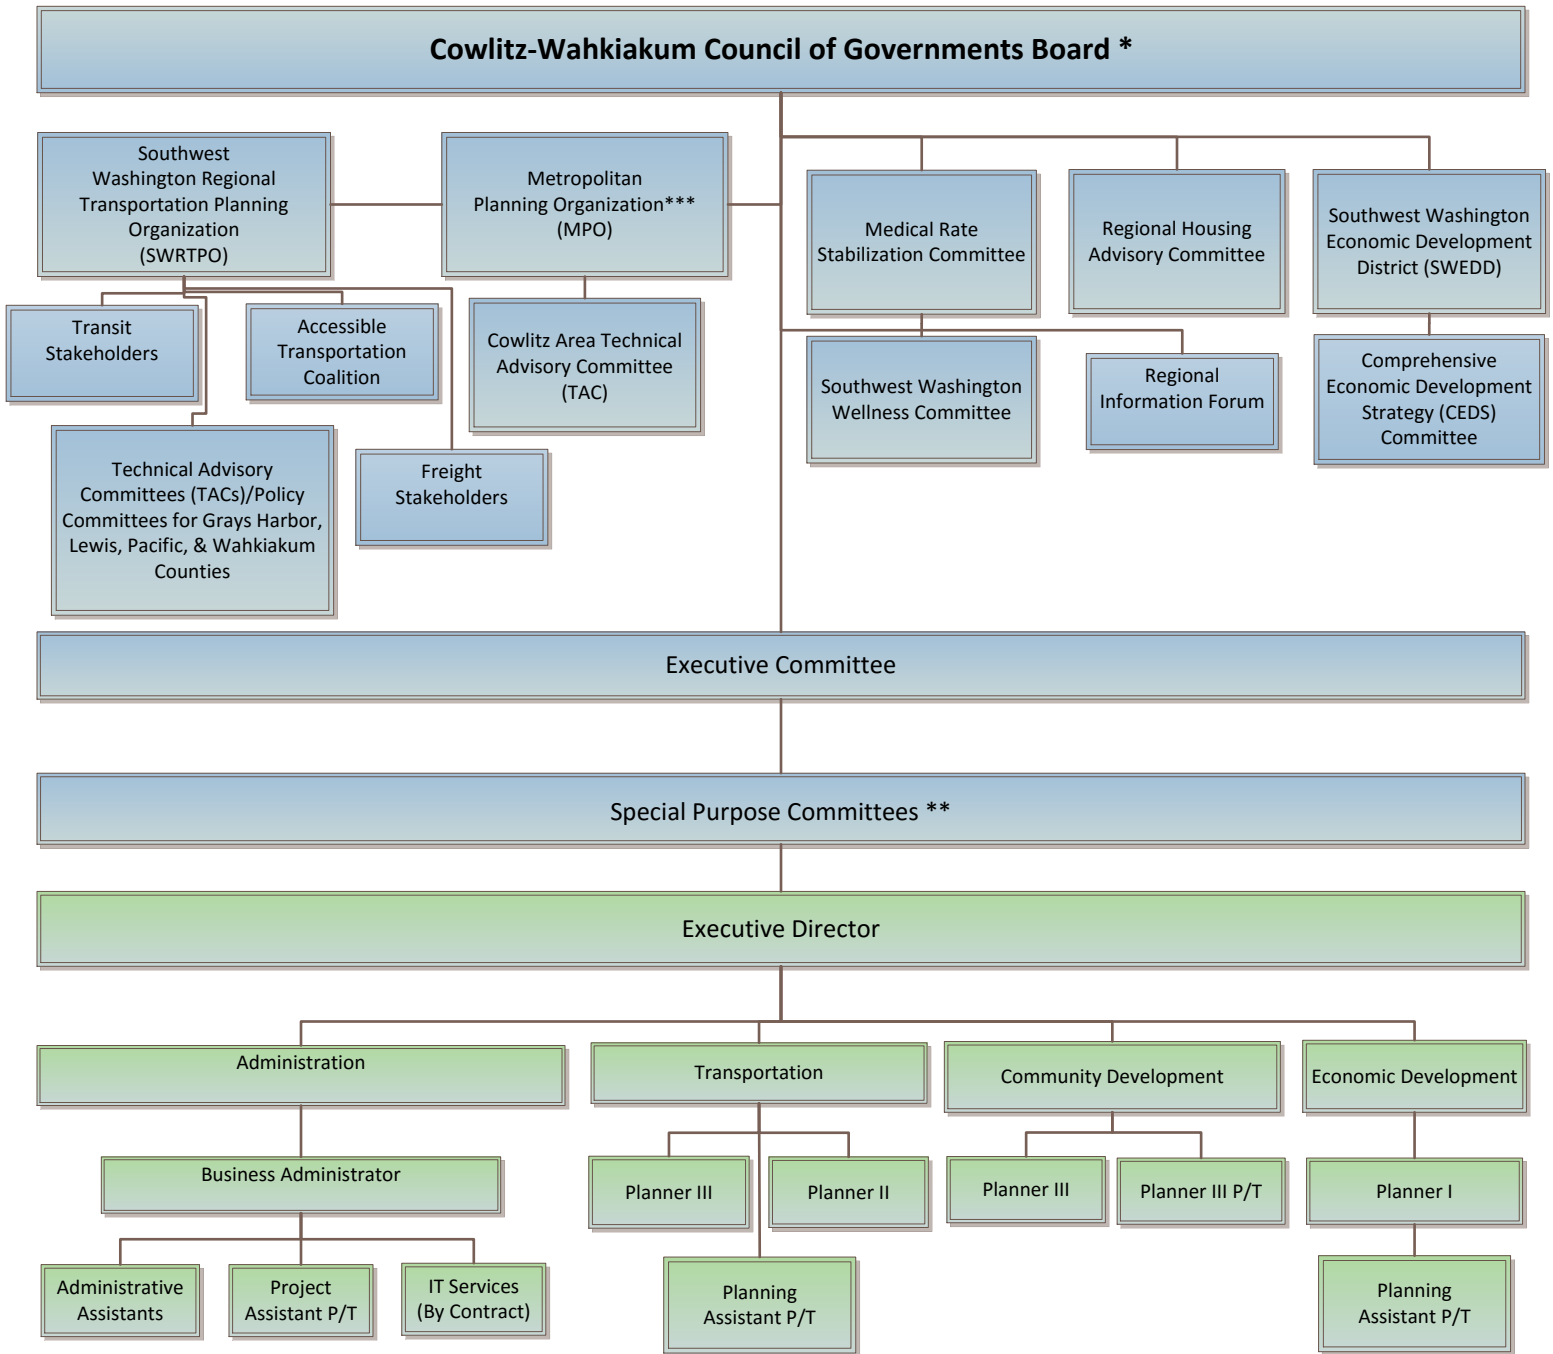 Cowlitz-Wahkiakum Council of Governments Board *
Southwest
Washington Regional
Transportation Planning
Organization
(SWRTPO)
Metropolitan
Planning Organization***
(MPO)
Medical Rate
Stabilization Committee
Regional Housing
Advisory Committee
Southwest Washington
Economic Development
District (SWEDD)
Transit
Stakeholders
Accessible
Transportation
Coalition
Cowlitz Area Technical
Advisory Committee
(TAC)
Southwest Washington
Wellness Committee
Regional
Information Forum
Comprehensive
Economic Development
Strategy (CEDS)
Committee
Technical Advisory
Committees (TACs)/Policy
Committees for Grays Harbor,
Lewis, Pacific, & Wahkiakum
Counties
Freight
Stakeholders
Executive Committee
Special Purpose Committees **
Executive Director
Administration
Transportation
Community Development
Economic Development
Business Administrator
Planner III
Planner II
Planner III
Planner III P/T
Planner I
Administrative
Assistants
Project
Assistant P/T
IT Services
(By Contract)
Planning
Assistant P/T
Planning
Assistant P/T